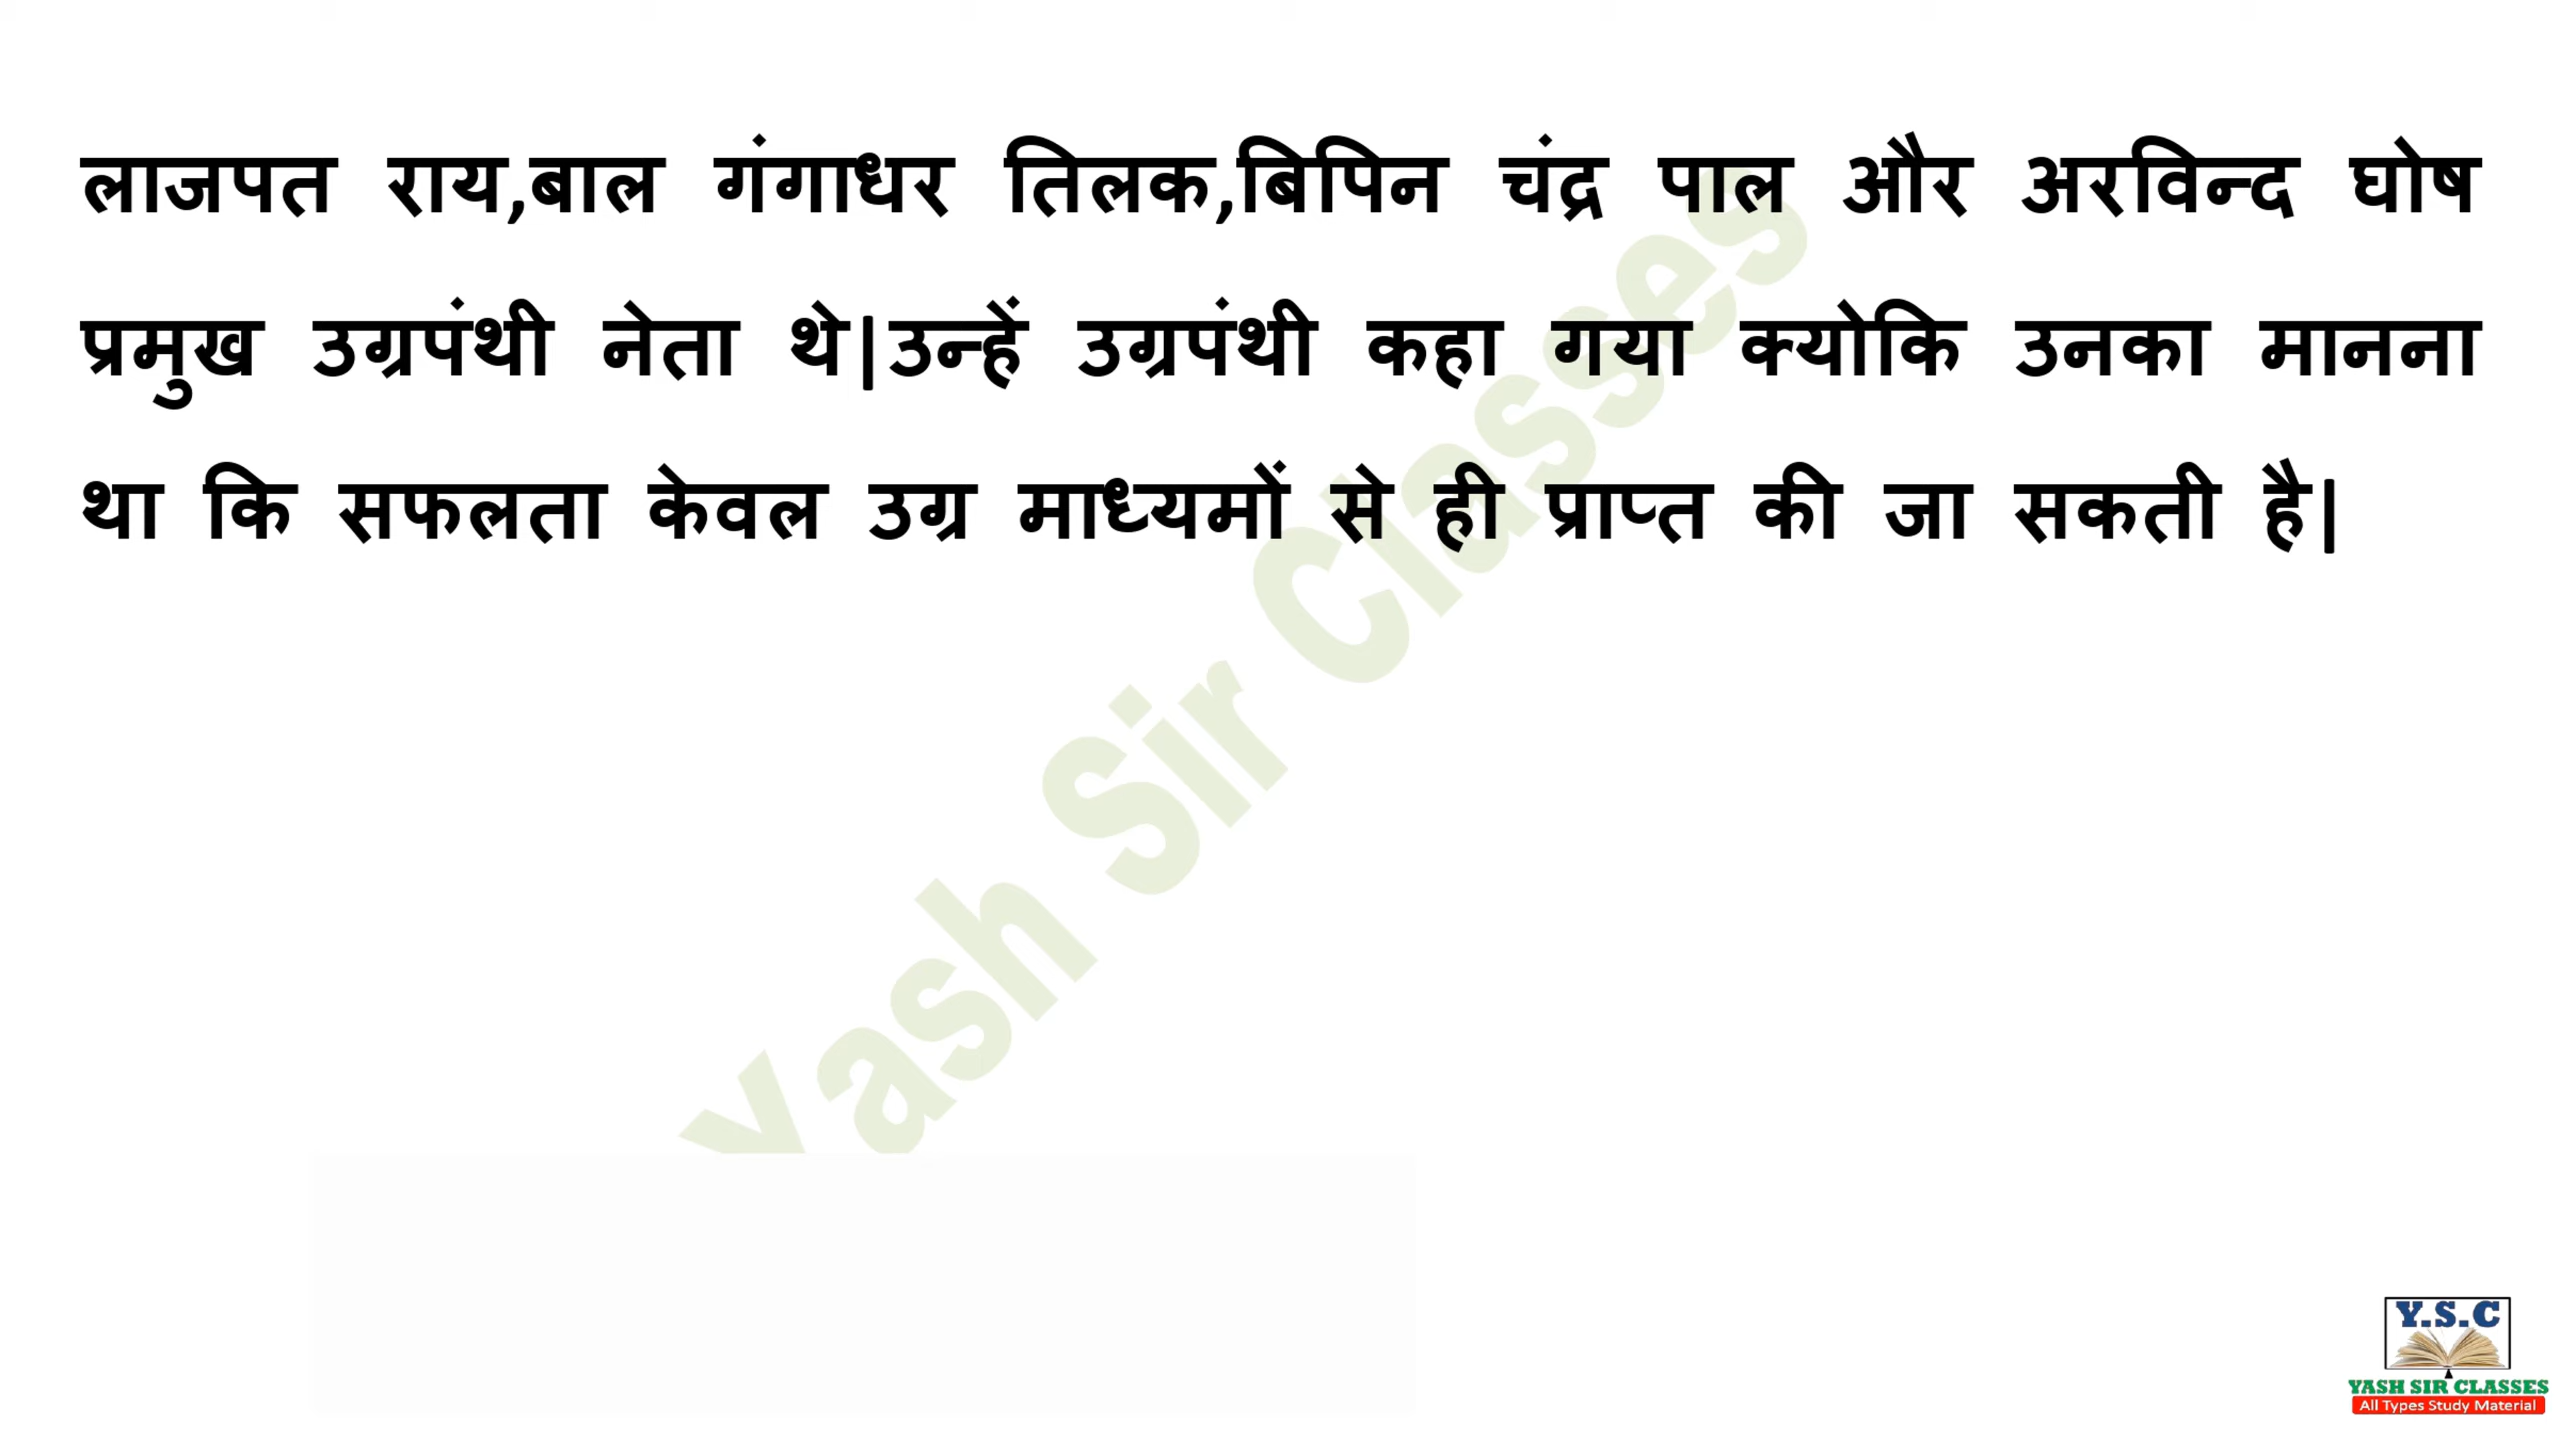 लाजपत राय,बाल गंगाधर तिलक,बिपिन चंद्र पाल और अरविन्द घोष
प्रमुख उग्रपंथी नेता थे|उन्हें उग्रपंथी कहा गया क्योकि उनका मानना
था कि सफलता केवल उग्र माध्यमों से ही प्राप्त की जा सकती है|
Yash Sir Classes
Y.S.C
YASH SIR CLASSES
All Types Study Material